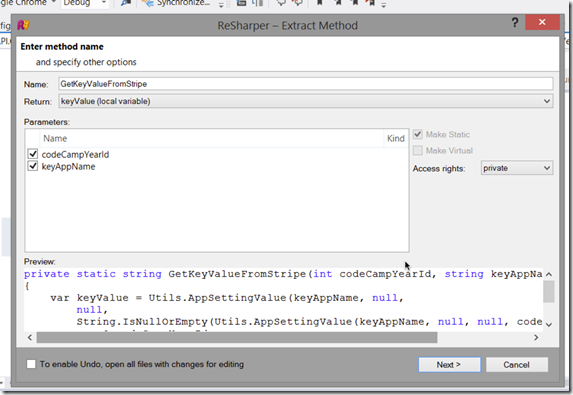 gle Chrome
Debug
Synchronize...
ReSharper – Extract Method
?
Enter method name
and specify other options
Name: GetKeyValueFromStripe
Return: keyValue (local variable)
Parameters:
Name Kind
codeCampYearId
keyAppName
Make Static
Make Virtual
Access rights: private
Preview:
private static string GetKeyValueFromStripe(int codeCampYearId, string keyAppNa
{
var keyValue = Utils.AppSettingValue(keyAppName, null,
null,
String.IsNullOrEmpty(Utils.AppSettingValue(keyAppName, null, null, code
To enable Undo, open all files with changes for editing
Next >
Cancel